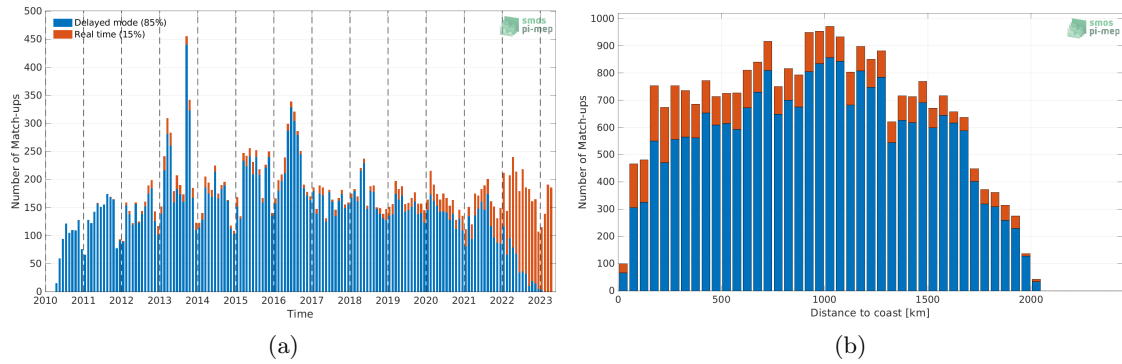 Delayed mode (85%)
Real time (15%)
smos
pi-mep
Number of Match-ups
500
450
400
350
300
250
200
150
100
50
0
2010 2011 2012 2013 2014 2015 2016 2017 2018 2019 2020 2021 2022 2023
Time
(a)
smos
pi-mep
Number of Match-ups
1000
900
800
700
600
500
400
300
200
100
0
0 500 1000 1500 2000
Distance to coast [km]
(b)